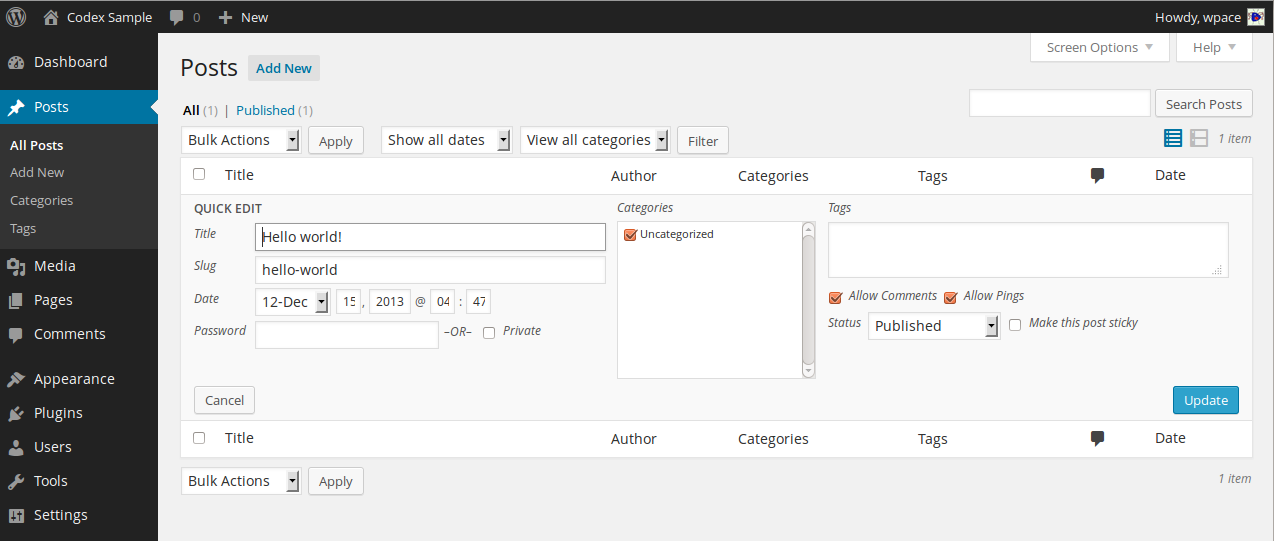 Codex Sample 0 New Howdy, wpace
Screen Options Help
Dashboard
Posts
All Posts
Add New
Categories
Tags
Media
Pages
Comments
Appearance
Plugins
Users
Tools
Settings
Posts Add New
All (1) | Published (1)
Search Posts
Bulk Actions Apply Show all dates View all categories Filter 1 item
Title Author Categories Tags Date
QUICK EDIT
Title Hello world!
Slug hello-world
Date 12-Dec 15, 2013 @ 04 : 47
Password –OR– Private
Categories
Uncategorized
Tags
Allow Comments Allow Pings
Status Published Make this post sticky
Cancel Update
Title Author Categories Tags Date
Bulk Actions Apply 1 item